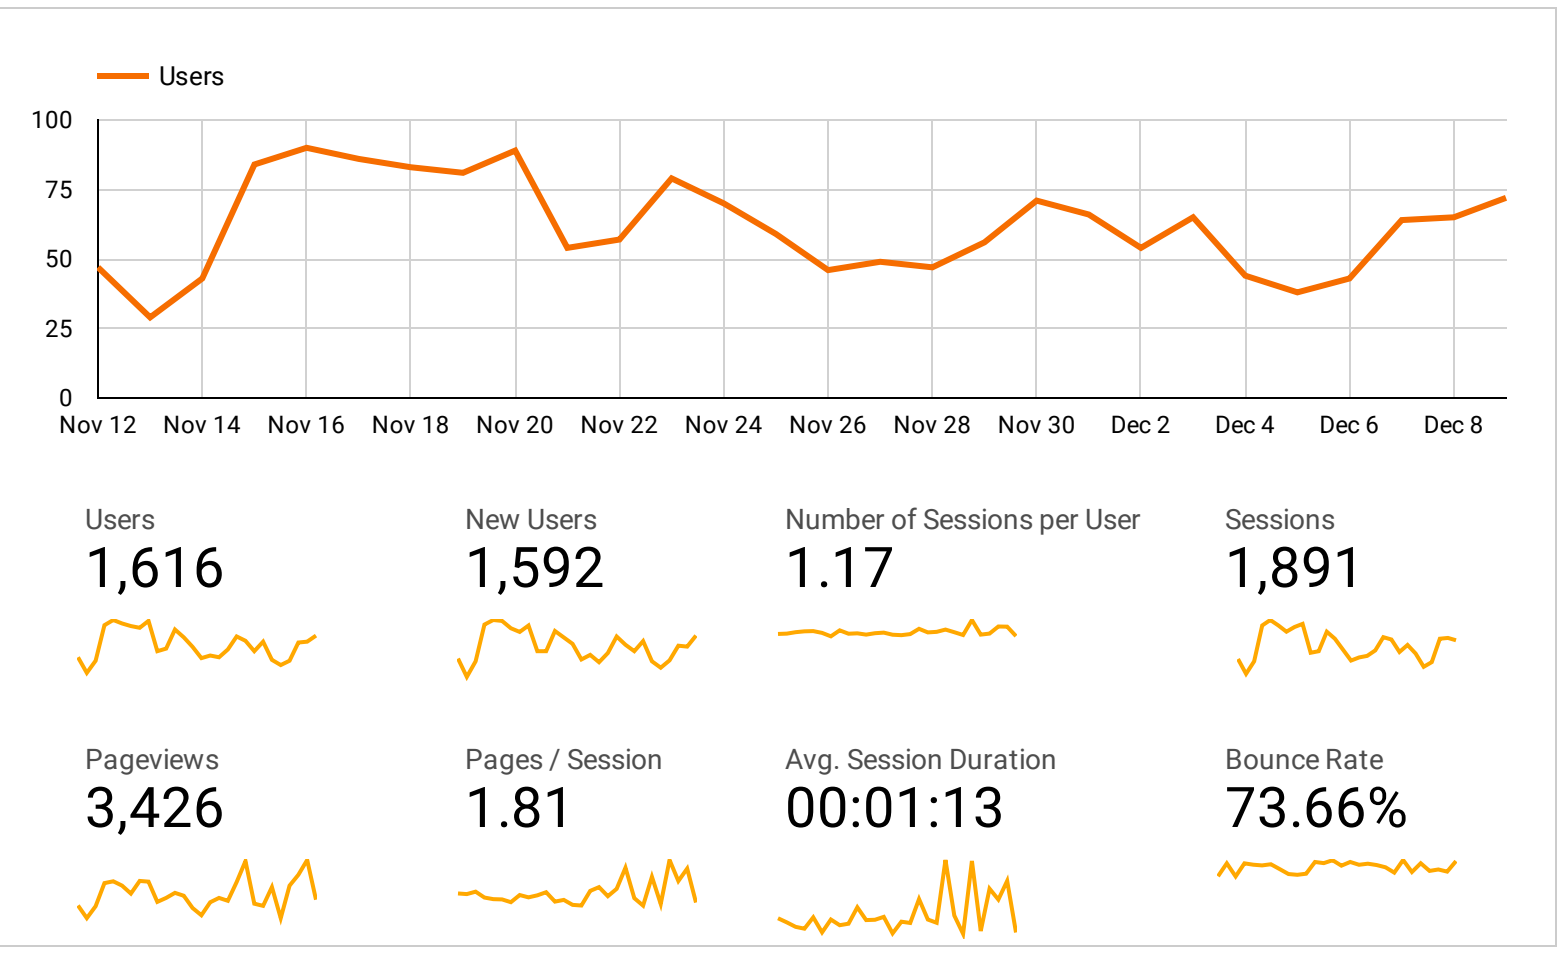 Users
100
75
50
25
0
Nov 12 Nov 14 Nov 16 Nov 18 Nov 20 Nov 22 Nov 24 Nov 26 Nov 28 Nov 30 Dec 2 Dec 4 Dec 6 Dec 8
Users New Users Number of Sessions per User Sessions
1,616 1,592 1.17 1,891
Pageviews Pages / Session Avg. Session Duration Bounce Rate
3,426 1.81 00:01:13 73.66%